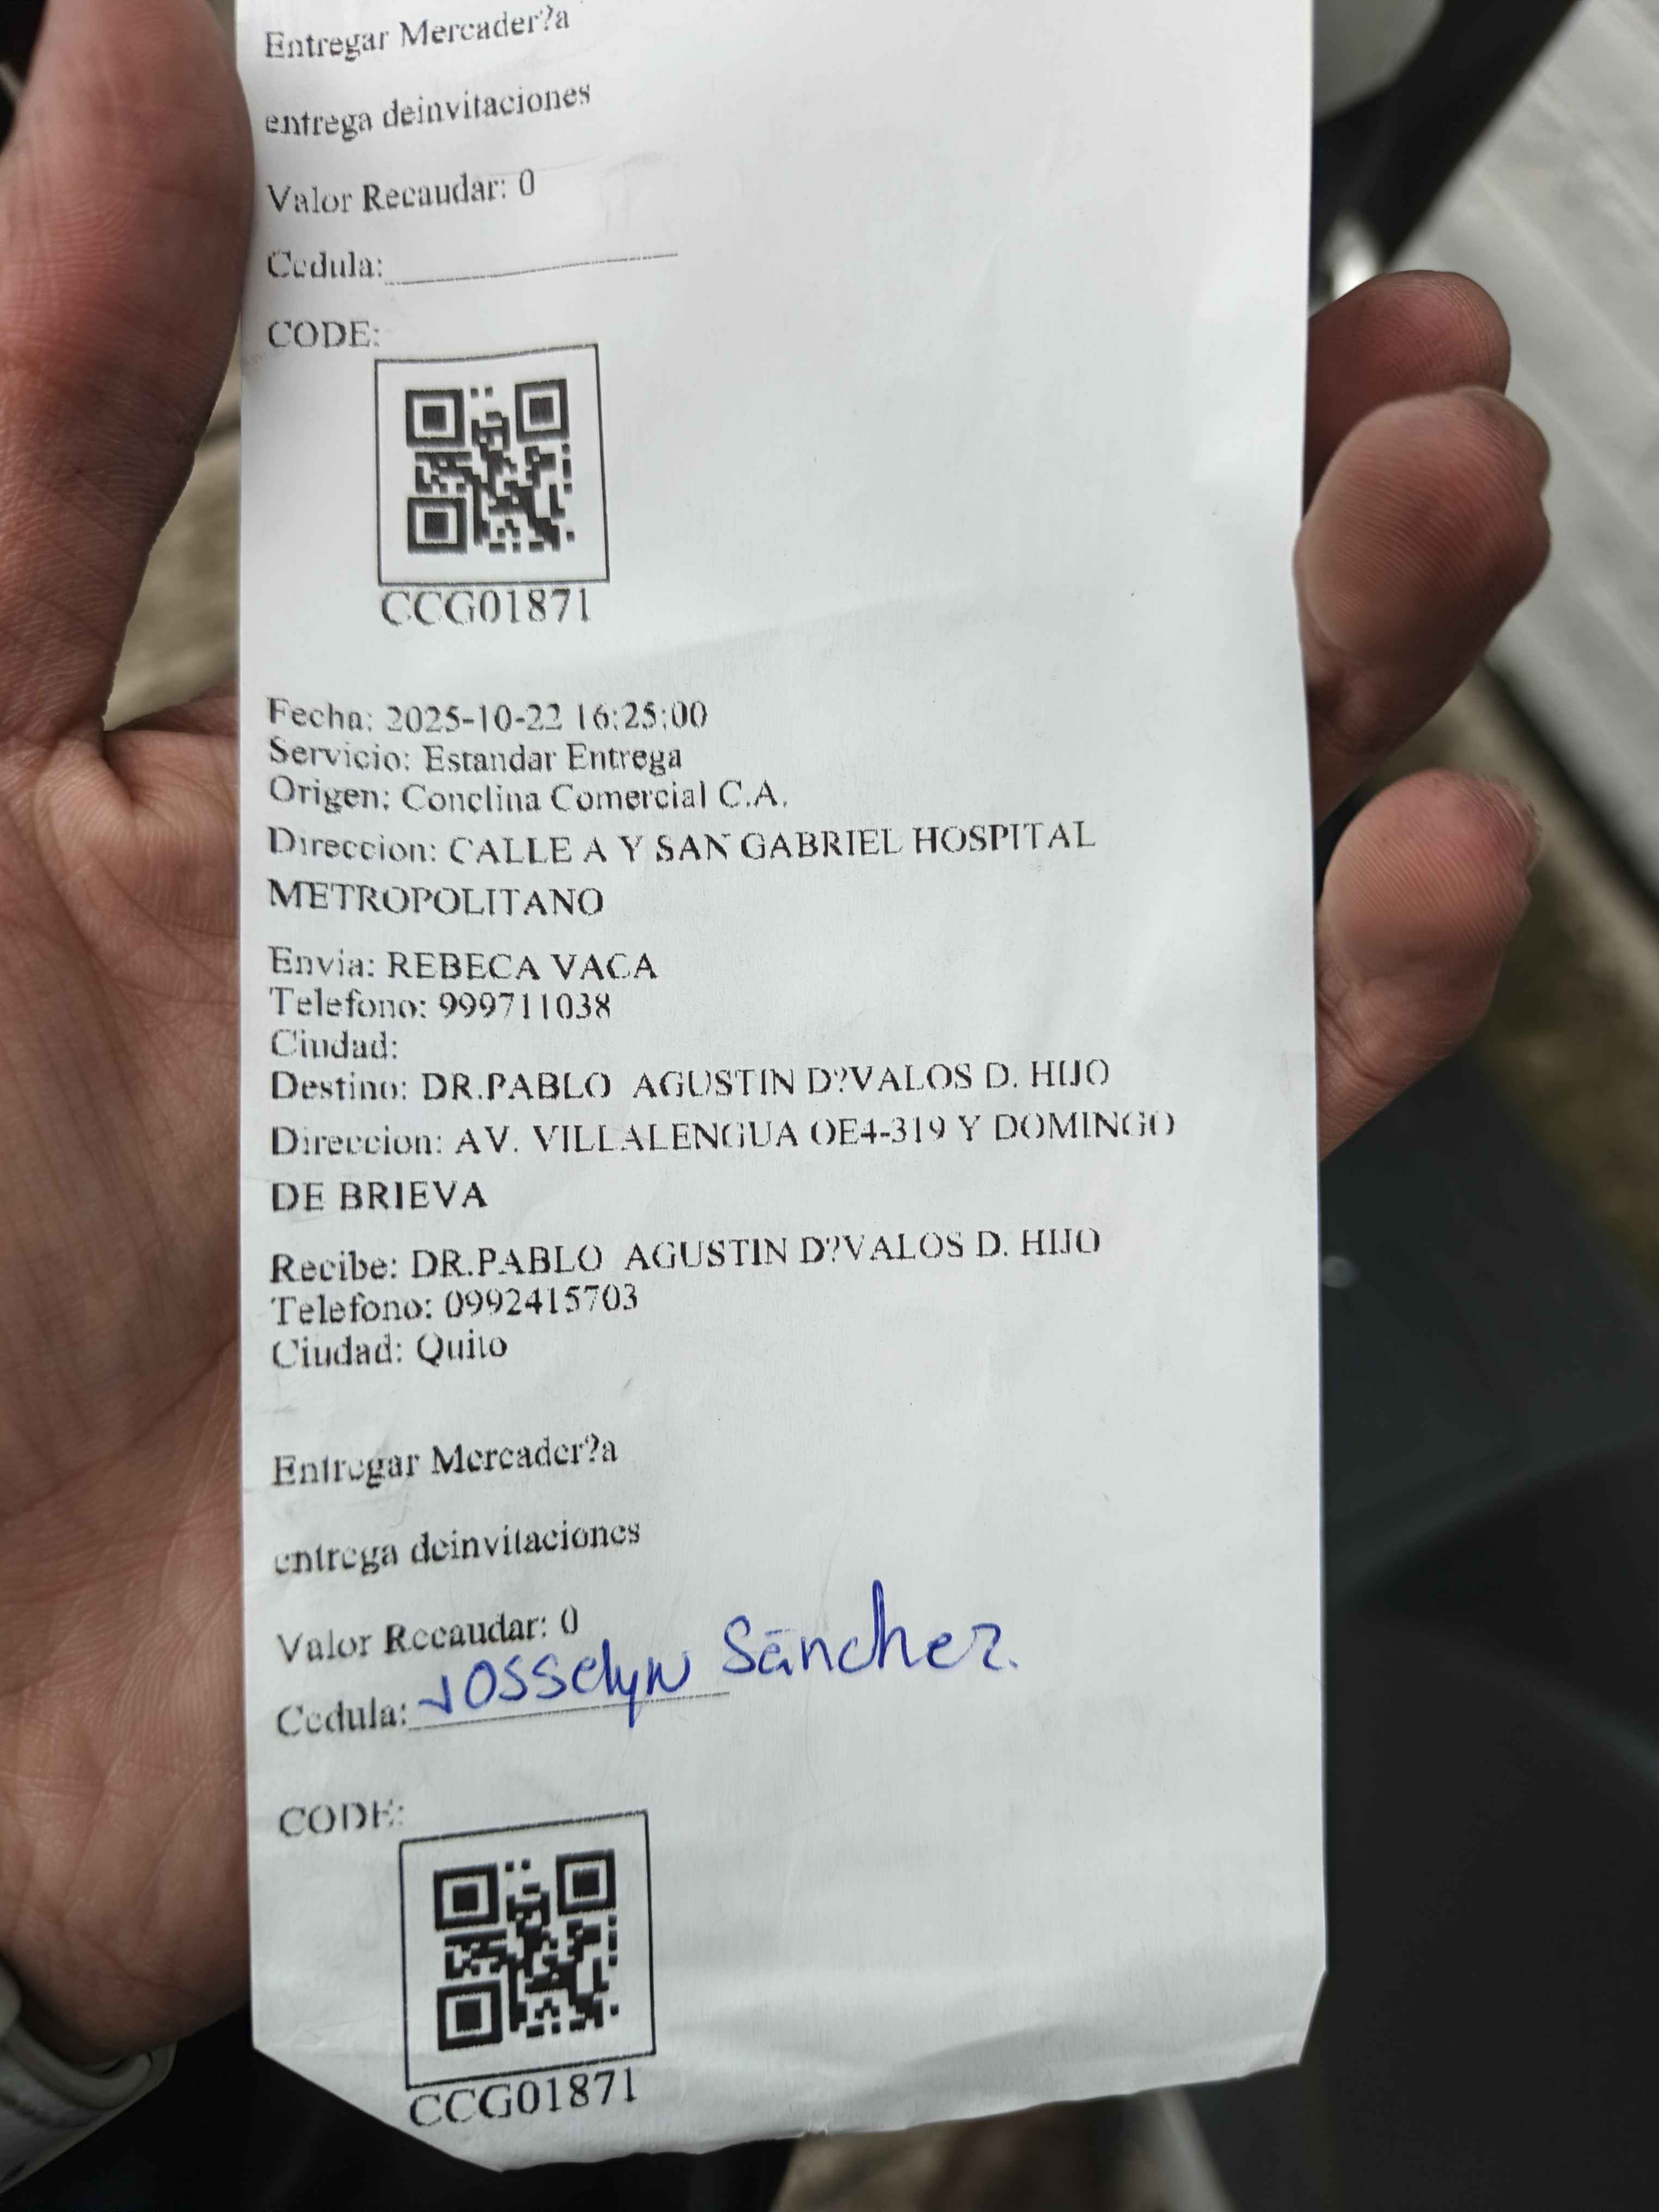 Entregar Mercader?a
entrega deinvitaciones
Valor Recaudar: 0
Cedula:
CODE:
CCG01871
Fecha: 2025-10-22 16:25:00
Servicio: Estandar Entrega
Origen: Conclina Comercial C.A.
Direccion: CALLE A Y SAN GABRIEL HOSPITAL
METROPOLITANO
Envia: REBECA VACA
Telefono: 999711038
Ciudad:
Destino: DR.PABLO AGUSTIN D?VALOS D. HIJO
Direccion: AV. VILLALENGUA OE4-319 Y DOMINGO
DE BRIEVA
Recibe: DR.PABLO AGUSTIN D?VALOS D. HIJO
Telefono: 0992415703
Ciudad: Quito
Entregar Mercader?a
entrega deinvitaciones
Valor Recaudar: 0
Cedula: Josselyn Sánchez.
CODE:
CCG01871